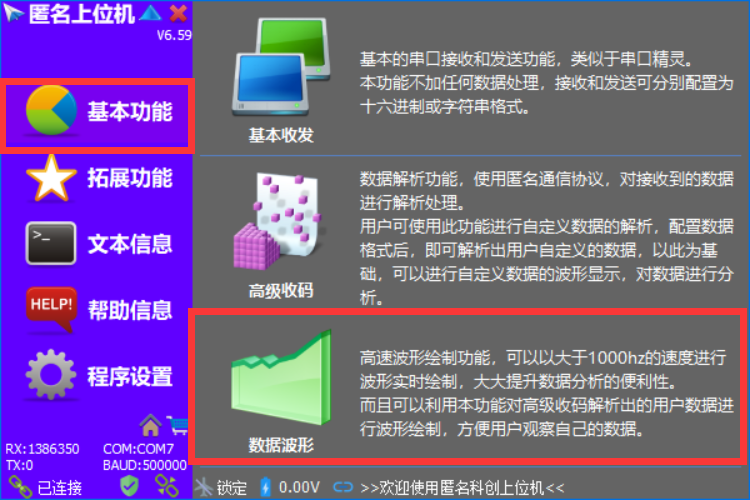 匿名上位机
V6.59
基本功能
拓展功能
>_
文本信息
HELP!
帮助信息
程序设置
RX:1386350
COM:COM7
TX:0
BAUD:500000
已连接
基本收发
基本的串口接收和发送功能，类似于串口精灵。
本功能不加任何数据处理，接收和发送可分别配置为
十六进制或字符串格式。
高级收码
数据解析功能，使用匿名通信协议，对接收到的数据
进行解析处理。
用户可使用此功能进行自定义数据的解析，配置数据
格式后，即可解析出用户自定义的数据，以此为基
础，可以进行自定义数据的波形显示，对数据进行分
析。
数据波形
高速波形绘制功能，可以以大于1000hz的速度进行
波形实时绘制，大大提升数据分析的便利性。
而且可以利用本功能对高级收码解析出的用户数据进
行波形绘制，方便用户观察自己的数据。
锁定
0.00V
>>欢迎使用匿名科创上位机<<